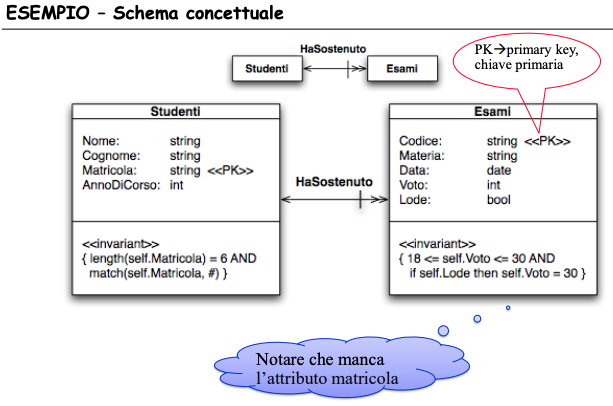 ESEMPIO – Schema concettuale
HaSostenuto
Studenti
Esami
PK→primary key,
chiave primaria
Studenti
Nome: string
Cognome: string
Matricola: string <<PK>>
AnnoDiCorso: int
<<invariant>>
{ length(self.Matricola) = 6 AND
match(self.Matricola, #) }
HaSostenuto
Esami
Codice: string <<PK>>
Materia: string
Data: date
Voto: int
Lode: bool
<<invariant>>
{ 18 <= self.Voto <= 30 AND
if self.Lode then self.Voto = 30 }
Notare che manca
l’attributo matricola